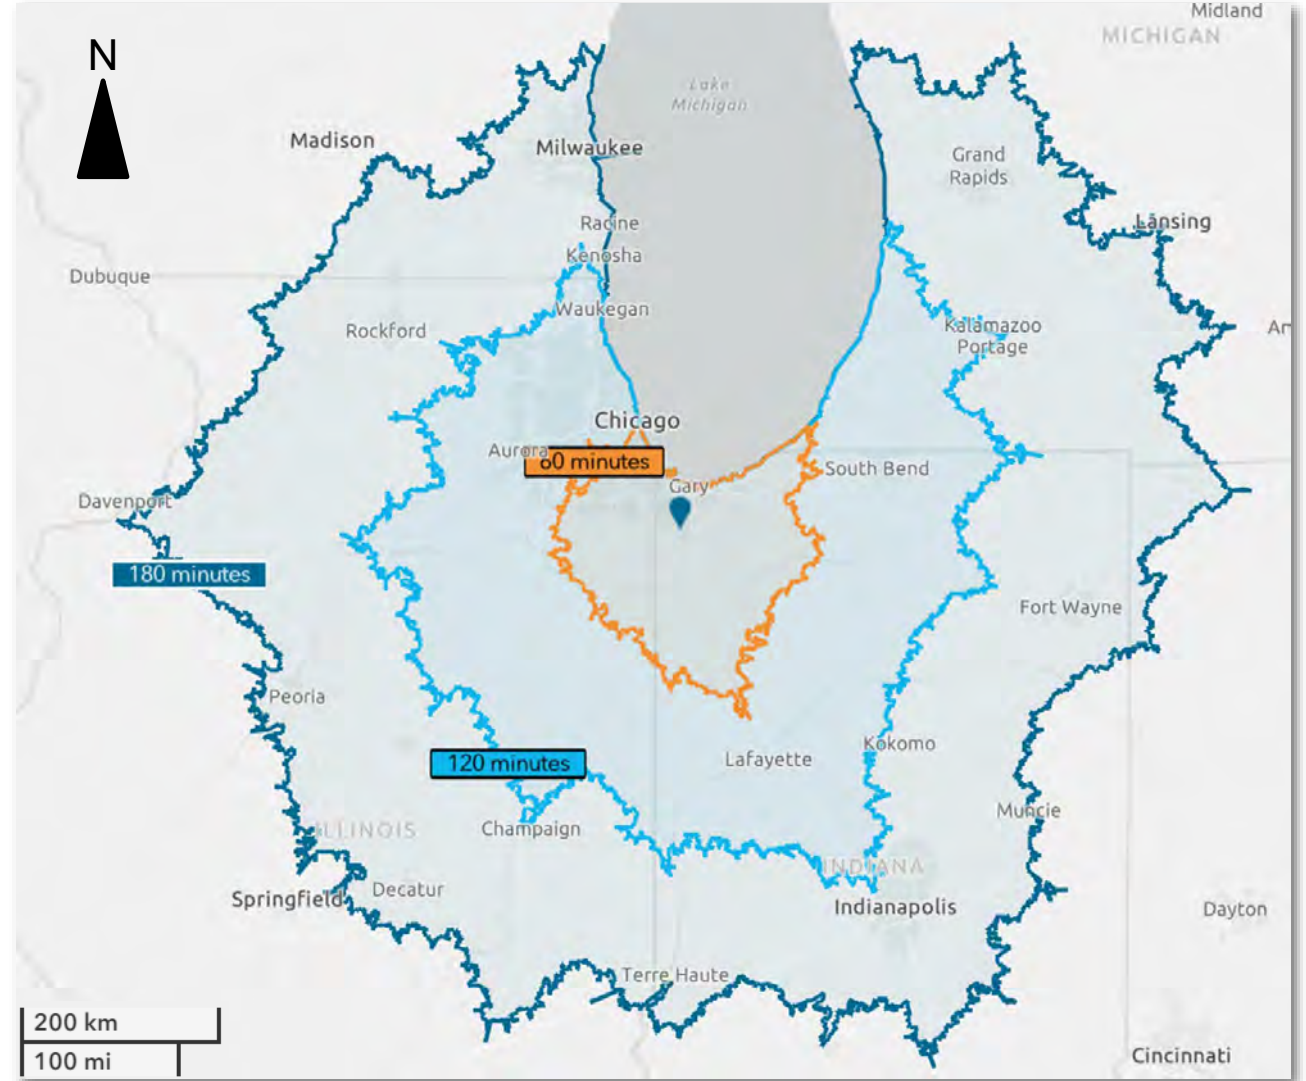 Midland
MICHIGAN
N
Lake
Michigan
Madison
Milwaukee
Grand
Rapids
Racine
Lansing
Kenosha
Dubuque
Waukegan
Rockford
Kalamazoo
Portage
Ar
Chicago
Aurora
60 minutes
South Bend
Gary
Davenport
180 minutes
Fort Wayne
Peoria
Kokomo
Lafayette
120 minutes
Muncie
Champaign
ILLINOIS
INDIANA
Decatur
Springfield
Indianapolis
Dayton
Terre Haute
200 km
100 mi
Cincinnati